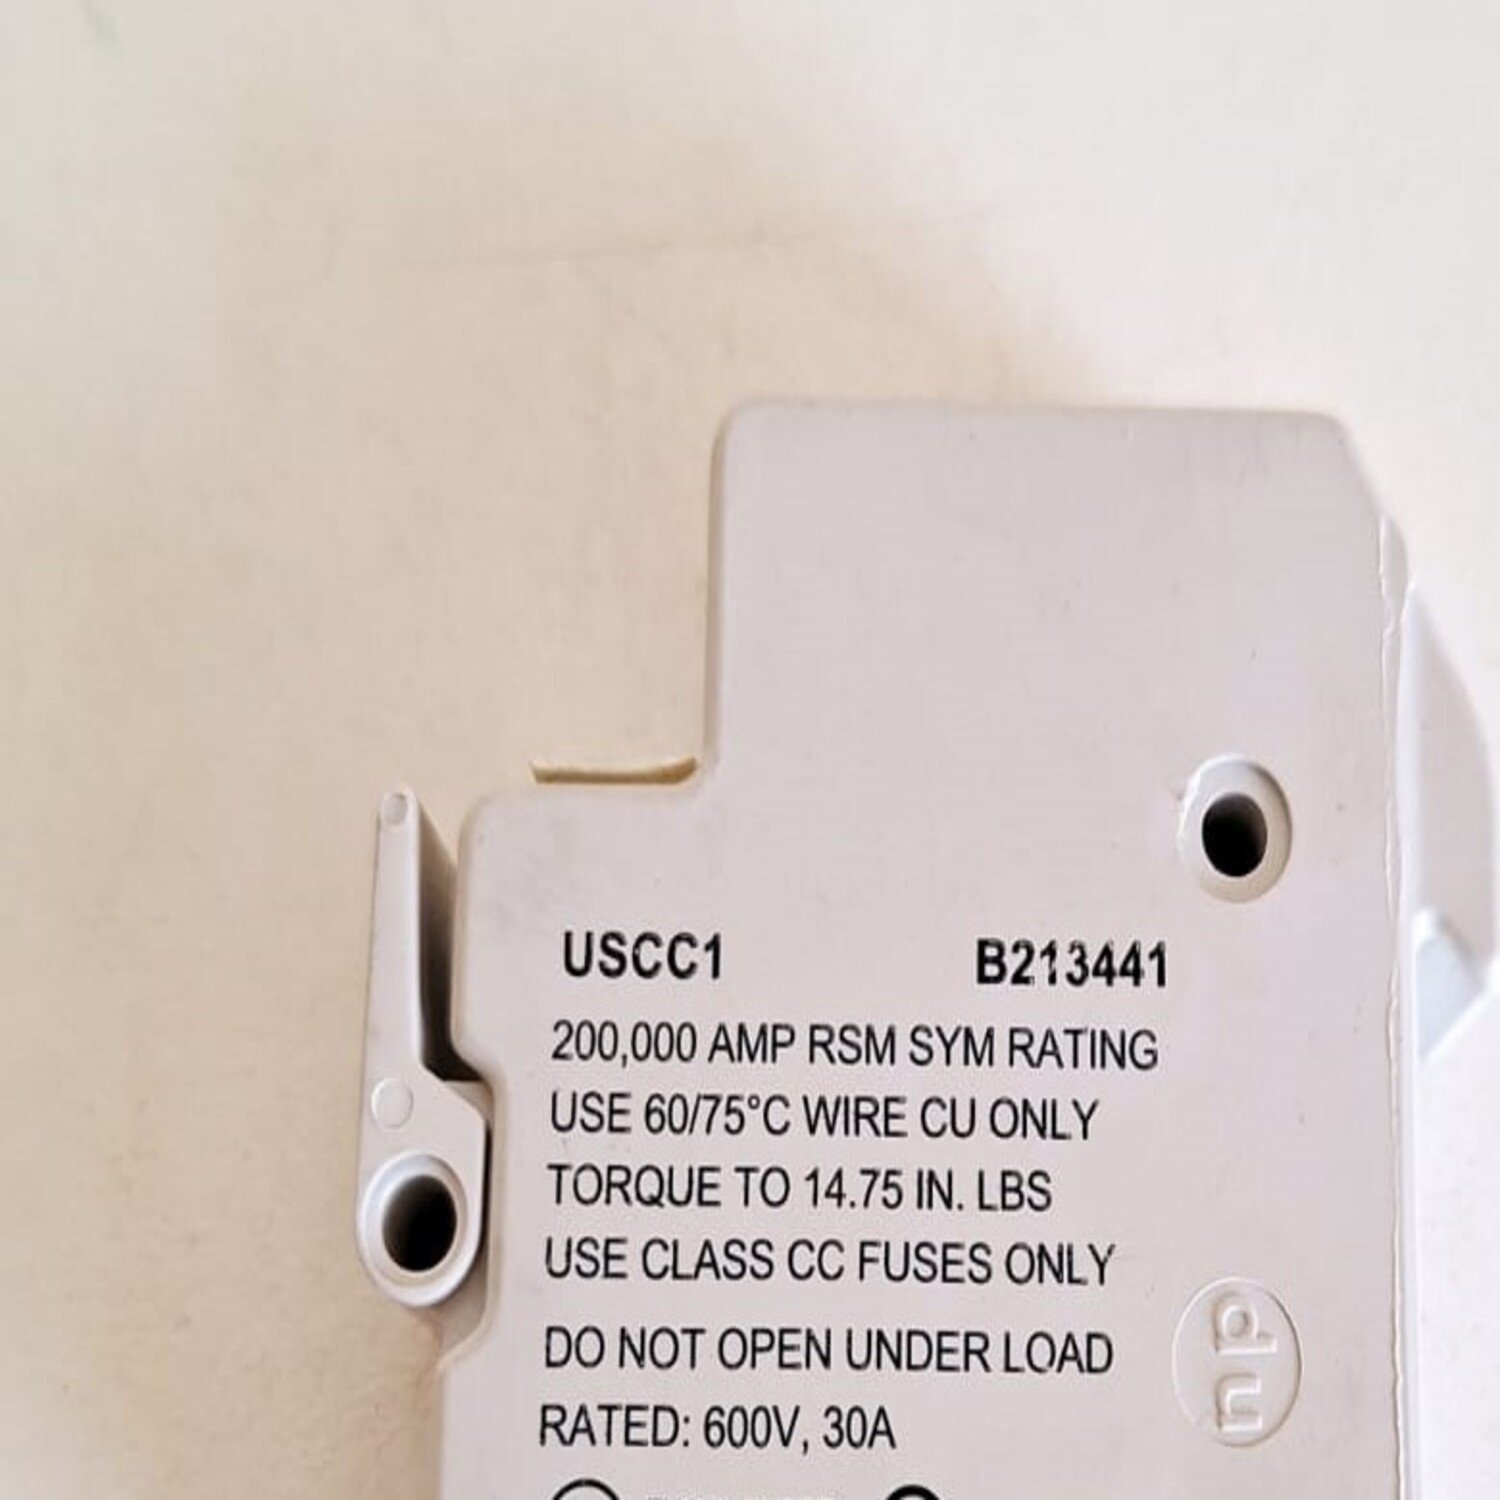 USCC1 B213441
200,000 AMP RSM SYM RATING
USE 60/75°C WIRE CU ONLY
TORQUE TO 14.75 IN. LBS
USE CLASS CC FUSES ONLY
DO NOT OPEN UNDER LOAD
RATED: 600V, 30A